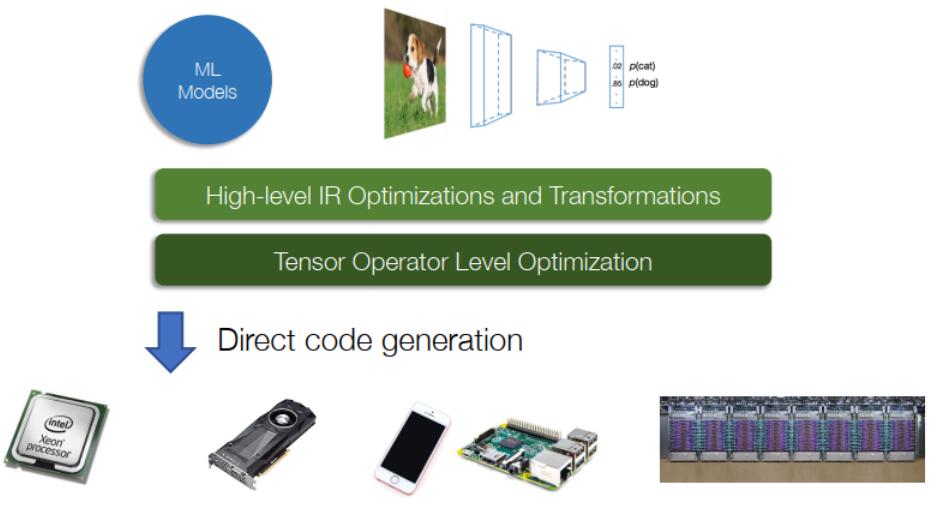 ML
Models
.02 p(cat)
.85 p(dog)
High-level IR Optimizations and Transformations
Tensor Operator Level Optimization
Direct code generation
intel
Xeon®
processor